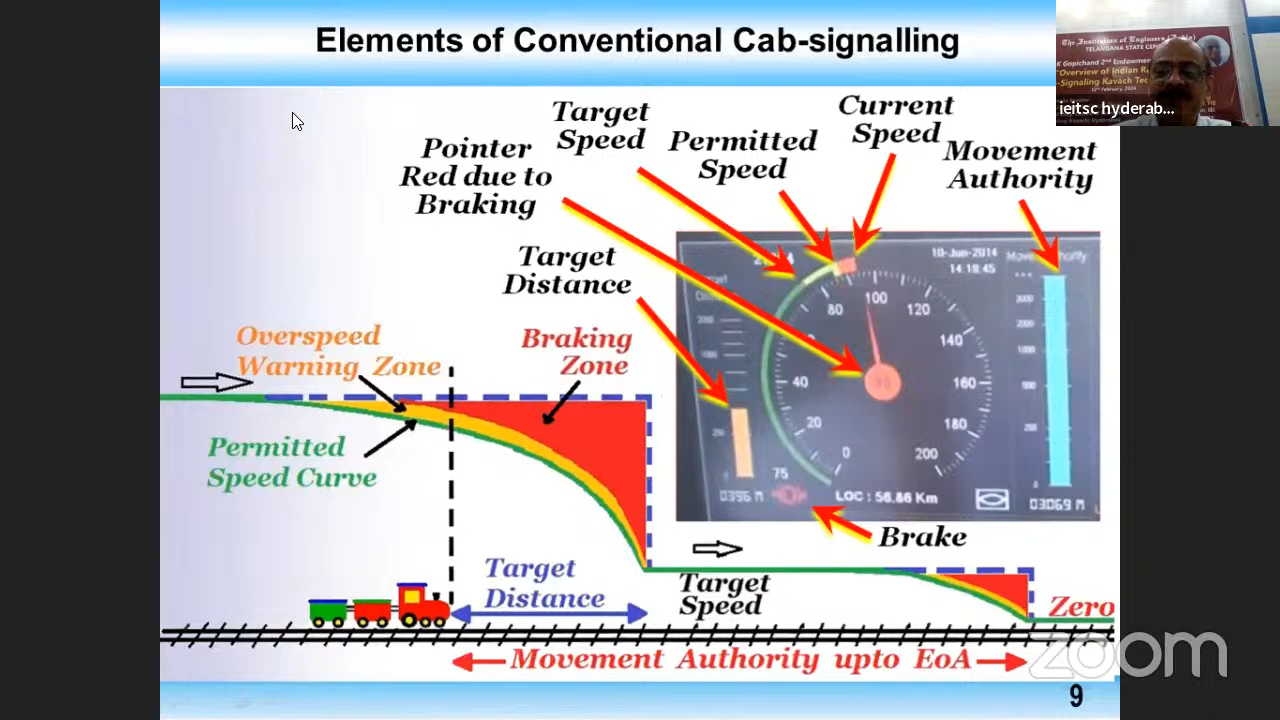 Elements of Conventional Cab-signalling
ieitsc hyderab...
Target
Speed
Permitted
Speed
Current
Speed
Movement
Authority
Pointer
Red due to
Braking
Target
Distance
10-Jun-2014
14:18:45
80
100
120
140
160
180
200
40
20
0
75
0396 M
LOC : 56.86 Km
03069 M
Brake
Overspeed
Warning Zone
Braking
Zone
Permitted
Speed Curve
Target
Distance
Target
Speed
Zero
Movement Authority upto EoA
zoom
9